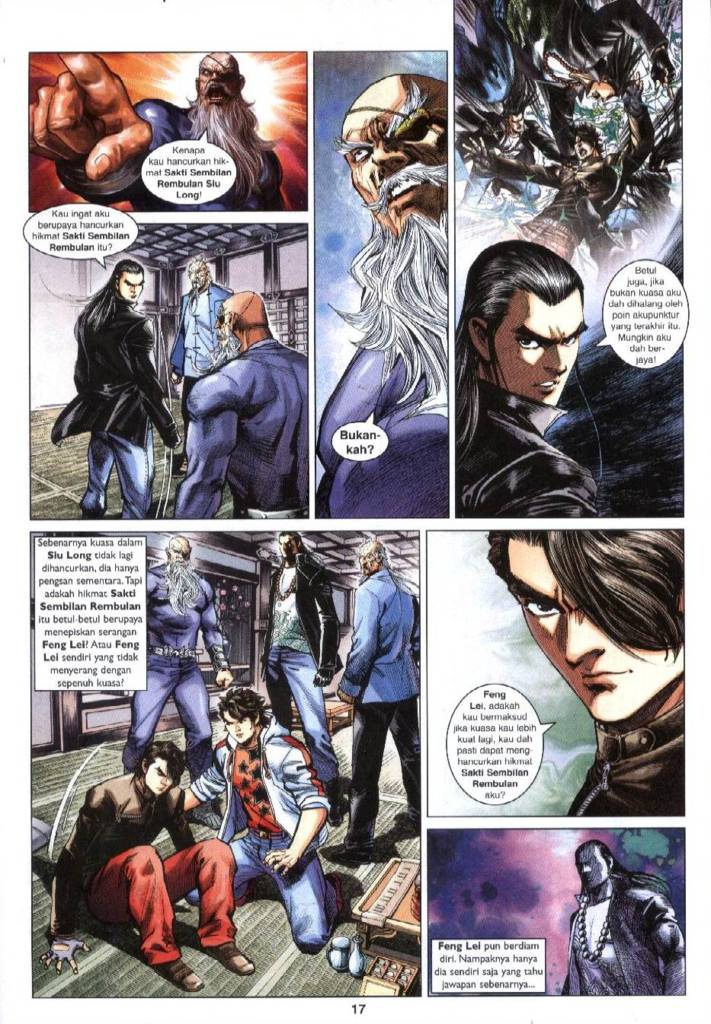 Kenapa
kau hancurkan hik-
mat Sakti Sembilan
Rembulan Siu
Long!
Kau ingat aku
berupaya hancurkan
hikmat Sakti Sembilan
Rembulan itu?
Bukan-
kah?
Betul
juga, jika
bukan kuasa aku
dah dihalang oleh
poin akupunktur
yang terakhir itu.
Mungkin aku
dah ber-
jaya!
Sebenarnya kuasa dalam
Siu Long tidak lagi
dihancurkan, dia hanya
pengsan sementara. Tapi
adakah hikmat Sakti
Sembilan Rembulan
itu betul-betul berupaya
menepiskan serangan
Feng Lei? Atau Feng
Lei sendiri yang tidak
menyerang dengan
sepenuh kuasa?
Feng
Lei, adakah
kau bermaksud
jika kuasa kau lebih
kuat lagi, kau dah
pasti dapat meng-
hancurkan hikmat
Sakti Sembilan
Rembulan
aku?
Feng Lei pun berdiam
diri. Nampaknya hanya
dia sendiri saja yang tahu
jawapan sebenarnya...
17